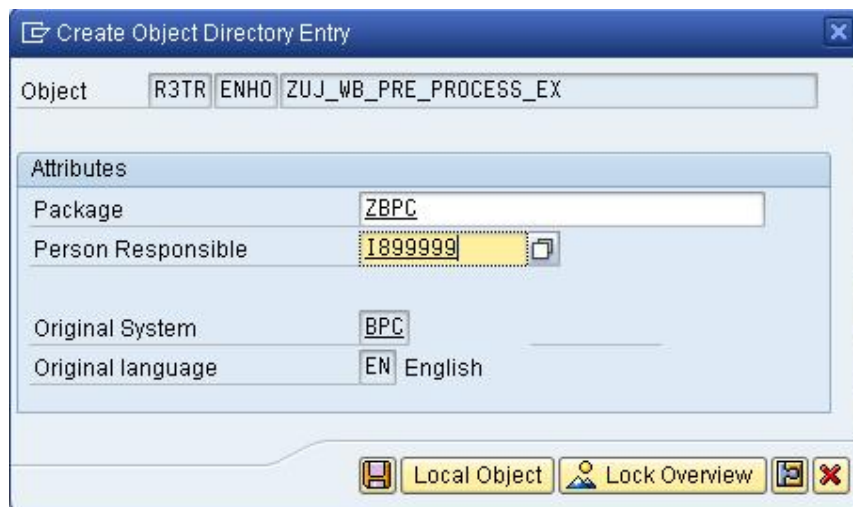 Create Object Directory Entry
Object R3TR ENHO ZUJ_WB_PRE_PROCESS_EX
Attributes
Package ZBPC
Person Responsible I899999
Original System BPC
Original language EN English
Local Object Lock Overview